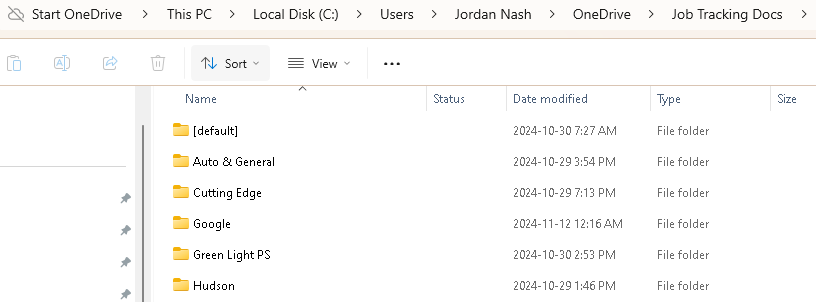 Start OneDrive > This PC > Local Disk (C:) > Users > Jordan Nash > OneDrive > Job Tracking Docs >
Sort View ...
Name Status Date modified Type Size
[default] 2024-10-30 7:27 AM File folder
Auto & General 2024-10-29 3:54 PM File folder
Cutting Edge 2024-10-29 7:13 PM File folder
Google 2024-11-12 12:16 AM File folder
Green Light PS 2024-10-30 2:53 PM File folder
Hudson 2024-10-29 1:46 PM File folder